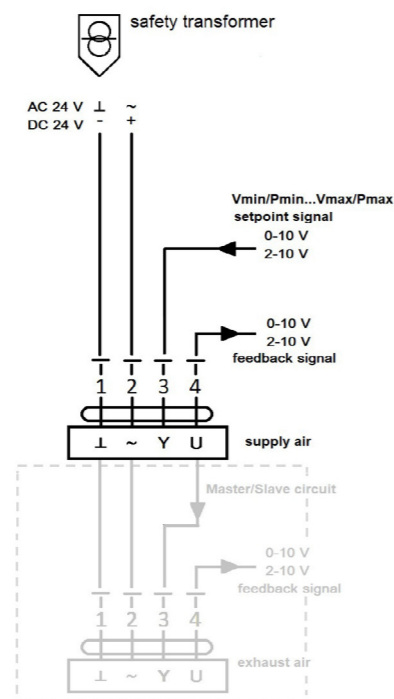 safety transformer
AC 24 V ⊥ ~
DC 24 V - +
Vmin/Pmin...Vmax/Pmax
setpoint signal
0-10 V
2-10 V
0-10 V
2-10 V
feedback signal
1 2 3 4
⊥ ~ Y U
supply air
Master/Slave circuit
0-10 V
2-10 V
feedback signal
1 2 3 4
⊥ ~ Y U
exhaust air